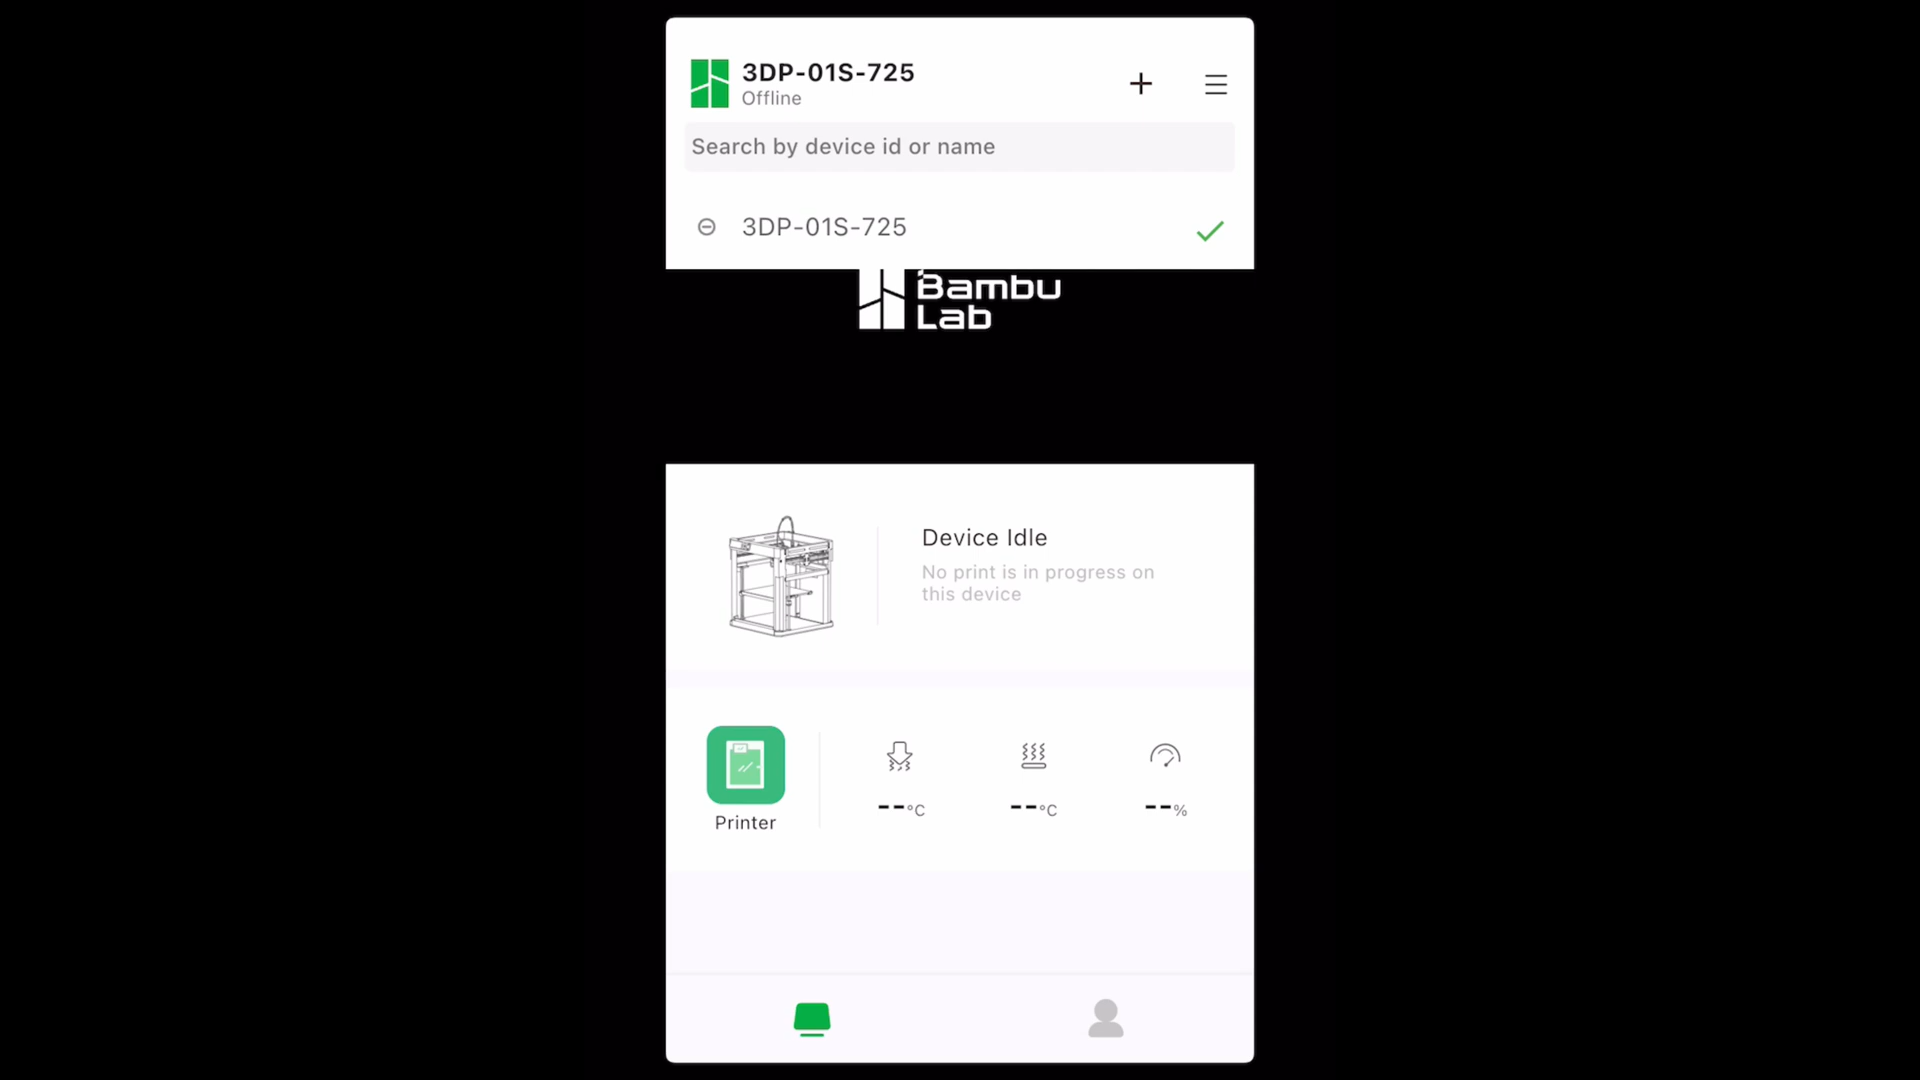 3DP-01S-725
Offline
Search by device id or name
3DP-01S-725
Bambu
Lab
Device Idle
No print is in progress on
this device
Printer
--°C
--°C
--%